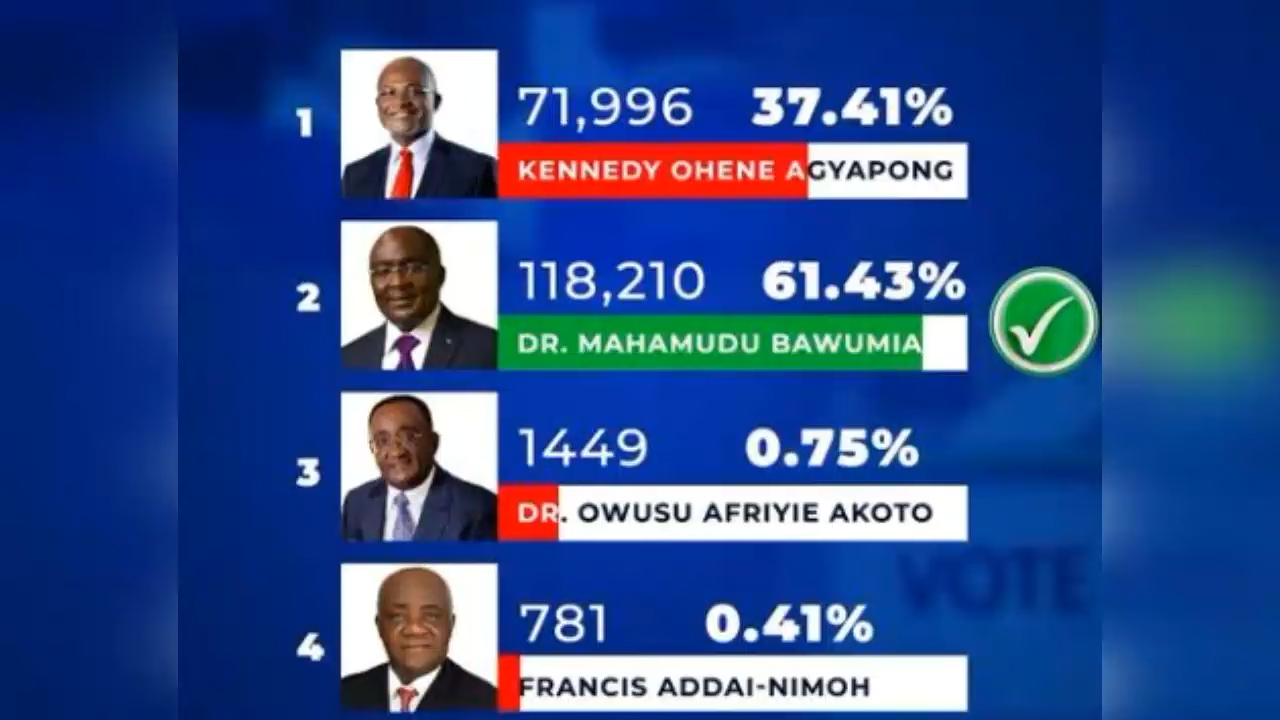 1
71,996 37.41%
KENNEDY OHENE AGYAPONG
2
118,210 61.43%
DR. MAHAMUDU BAWUMIA
3
1449 0.75%
DR. OWUSU AFRIYIE AKOTO
VOTE
4
781 0.41%
FRANCIS ADDAI-NIMOH